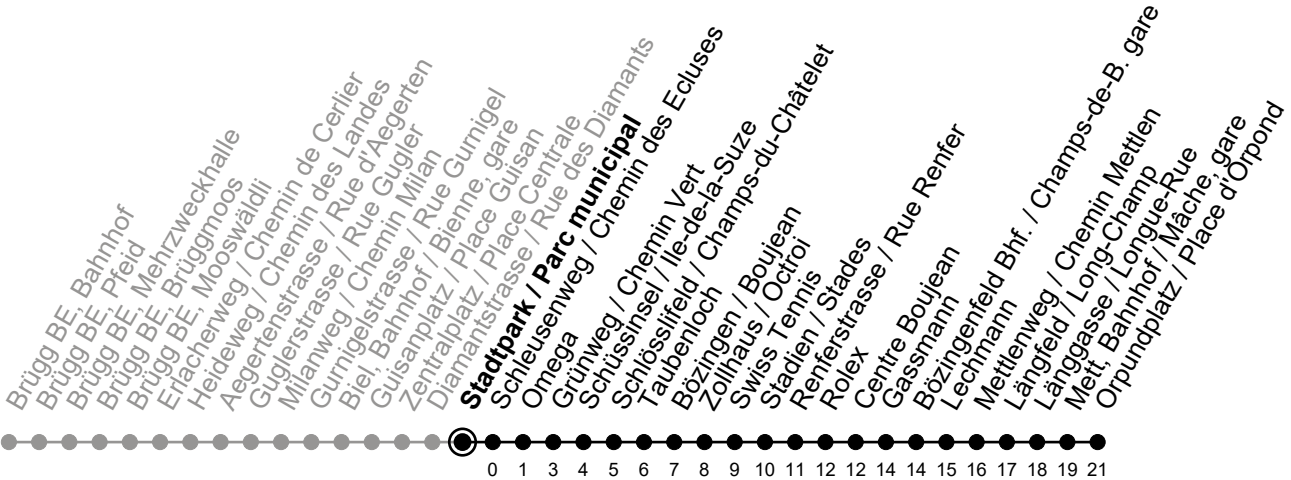 Brügg BE, Bahnhof
Brügg BE, Pfeid
Brügg BE, Mehrzweckhalle
Brügg BE, Brüggmoos
Brügg BE, Mooswäldli
Erlacherweg / Chemin de Cerlier
Heideweg / Chemin des Landes
Aegertenstrasse / Rue d'Aegerten
Guglerstrasse / Rue Gugler
Milanweg / Chemin Milan
Gurnigelstrasse / Rue Gurnigel
Biel, Bahnhof / Bienne, gare
Guisanplatz / Place Guisan
Zentralplatz / Place Centrale
Diamantstrasse / Rue des Diamants
Stadtpark / Parc municipal
Schleusenweg / Chemin des Ecluses
Omega
Grünweg / Chemin Vert
Schüssinsel / Ile-de-la-Suze
Schlösslifeld / Champs-du-Châtelet
Taubenloch
Bözingen / Boujean
Zollhaus / Octroi
Swiss Tennis
Stadien / Stades
Renferstrasse / Rue Renfer
Rolex
Centre Boujean
Gassmann
Bözingenfeld Bhf. / Champs-de-B. gare
Lechmann
Mettlenweg / Chemin Mettlen
Längfeld / Long-Champ
Länggasse / Longue-Rue
Mett, Bahnhof / Mâche, gare
Orpundplatz / Place d'Orpond
0 1 3 4 5 6 7 8 9 10 11 12 12 14 14 15 16 17 18 19 21